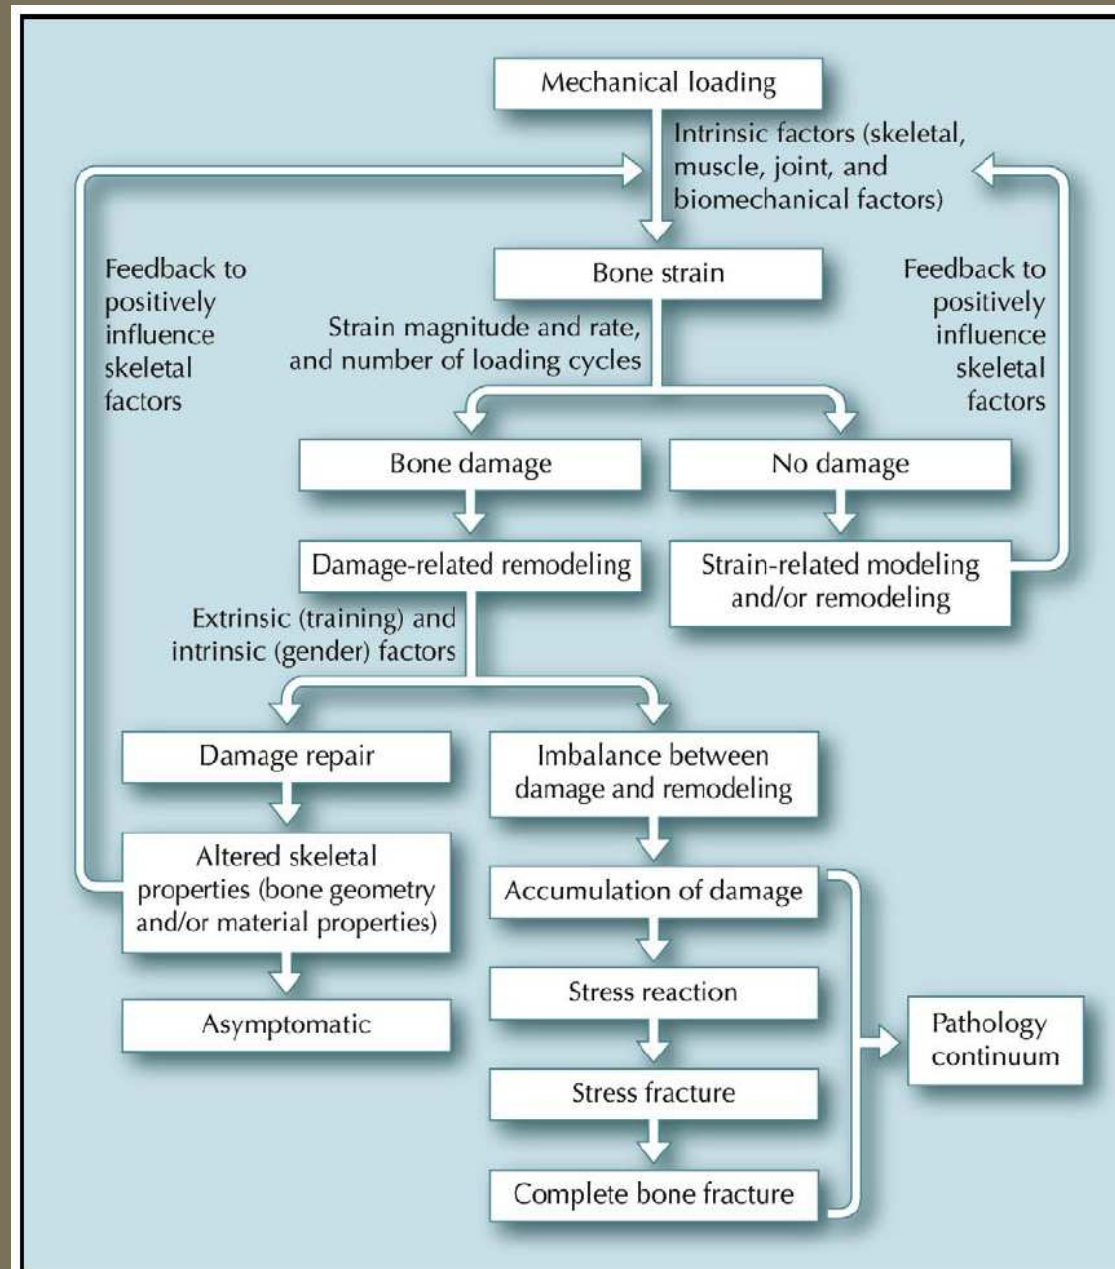 Mechanical loading
Intrinsic factors (skeletal,
muscle, joint, and
biomechanical factors)
Feedback to
positively
influence
skeletal
factors
Bone strain
Feedback to
positively
influence
skeletal
factors
Strain magnitude and rate,
and number of loading cycles
Bone damage
No damage
Damage-related remodeling
Strain-related modeling
and/or remodeling
Extrinsic (training) and
intrinsic (gender) factors
Damage repair
Imbalance between
damage and remodeling
Altered skeletal
properties (bone geometry
and/or material properties)
Accumulation of damage
Asymptomatic
Stress reaction
Pathology
continuum
Stress fracture
Complete bone fracture